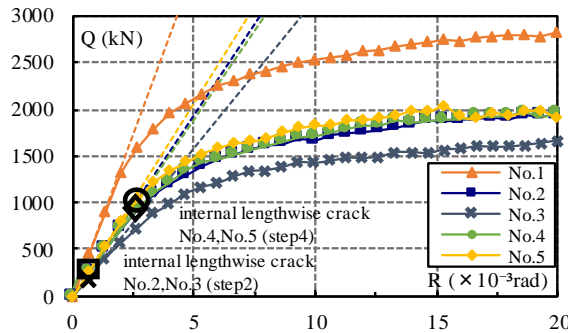 3000
2500
2000
1500
1000
500
0
Q (kN)
internal lengthwise crack
No.4,No.5 (step4)
internal lengthwise crack
No.2,No.3 (step2)
No.1
No.2
No.3
No.4
No.5
R (×10⁻³rad)
0 5 10 15 20